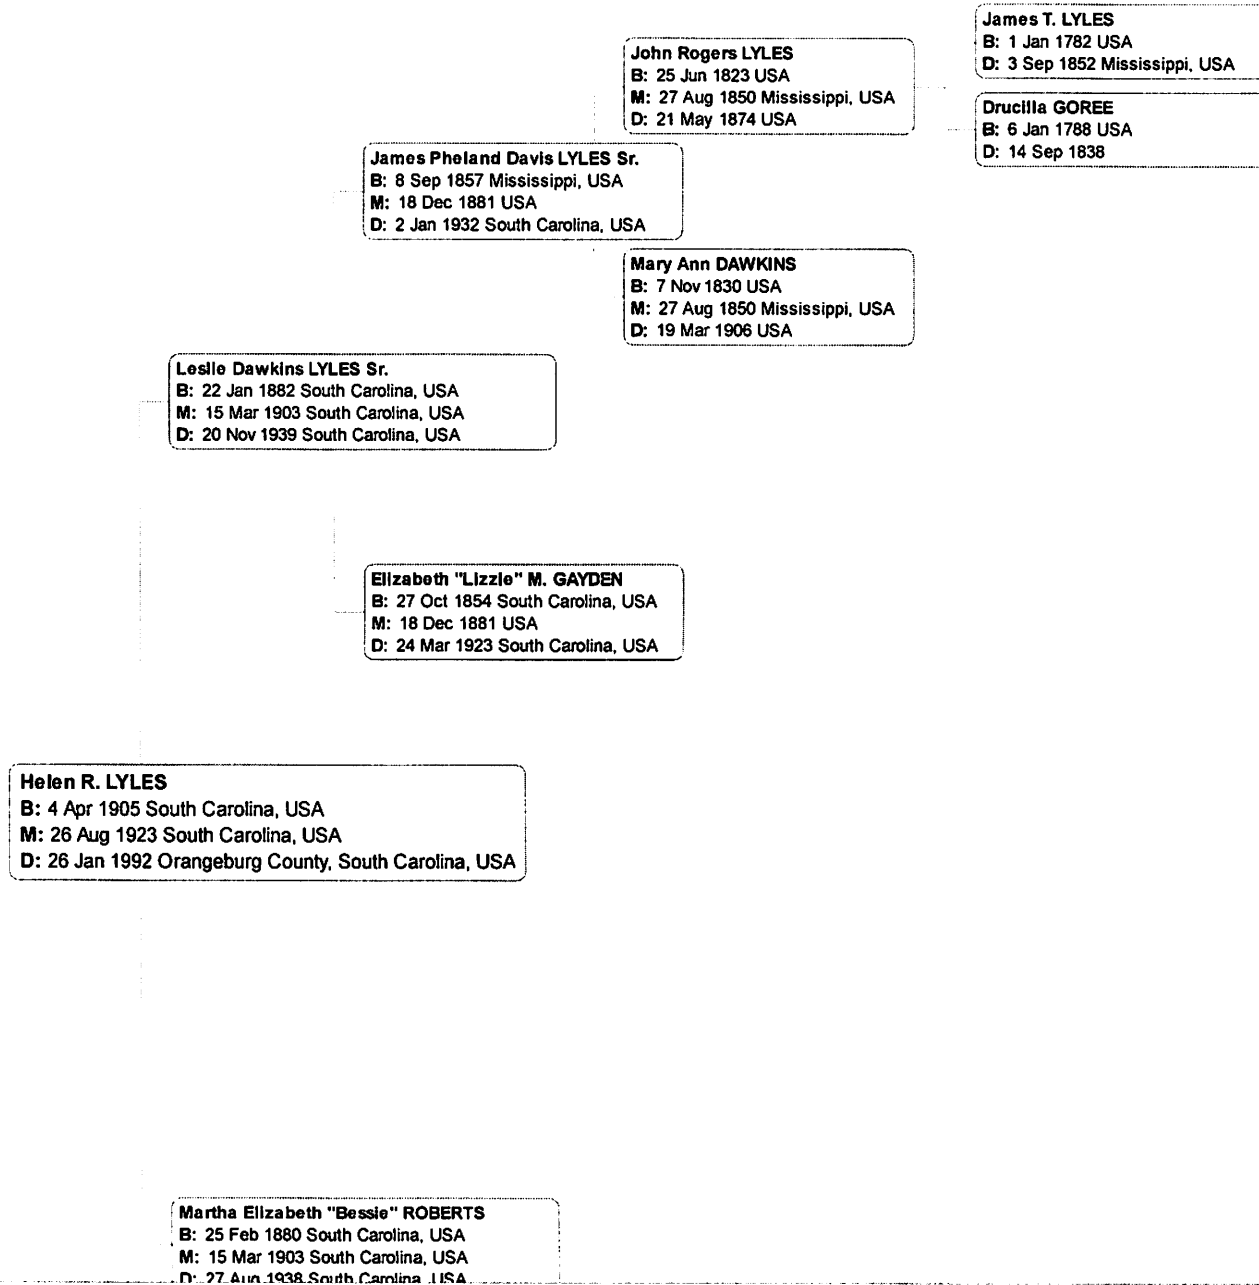 James T. LYLES
B: 1 Jan 1782 USA
D: 3 Sep 1852 Mississippi, USA
John Rogers LYLES
B: 25 Jun 1823 USA
M: 27 Aug 1850 Mississippi, USA
D: 21 May 1874 USA
Drucilla GOREE
B: 6 Jan 1788 USA
D: 14 Sep 1838
James Pheland Davis LYLES Sr.
B: 8 Sep 1857 Mississippi, USA
M: 18 Dec 1881 USA
D: 2 Jan 1932 South Carolina, USA
Mary Ann DAWKINS
B: 7 Nov 1830 USA
M: 27 Aug 1850 Mississippi, USA
D: 19 Mar 1906 USA
Leslie Dawkins LYLES Sr.
B: 22 Jan 1882 South Carolina, USA
M: 15 Mar 1903 South Carolina, USA
D: 20 Nov 1939 South Carolina, USA
Elizabeth "Lizzie" M. GAYDEN
B: 27 Oct 1854 South Carolina, USA
M: 18 Dec 1881 USA
D: 24 Mar 1923 South Carolina, USA
Helen R. LYLES
B: 4 Apr 1905 South Carolina, USA
M: 26 Aug 1923 South Carolina, USA
D: 26 Jan 1992 Orangeburg County, South Carolina, USA
Martha Elizabeth "Bessie" ROBERTS
B: 25 Feb 1880 South Carolina, USA
M: 15 Mar 1903 South Carolina, USA
D: 27 Aug 1938 South Carolina, USA